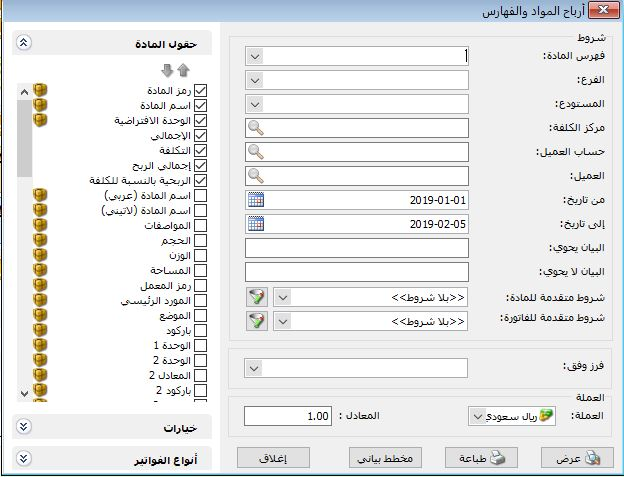 أرباح المواد والفهارس
شروط
فهرس المادة:
الفرع:
المستودع:
مركز الكلفة:
حساب العميل:
العميل:
من تاريخ: 2019-01-01
إلى تاريخ: 2019-02-05
البيان يحوي:
البيان لا يحوي:
شروط متقدمة للمادة: <<بلا شروط>>
شروط متقدمة للفاتورة: <<بلا شروط>>
فرز وفق:
العملة
العملة: ريال سعودي المعادل : 1.00
عرض
طباعة
مخطط بياني
إغلاق
حقول المادة
رمز المادة
اسم المادة
الوحدة الافتراضية
الإجمالي
التكلفة
إجمالي الربح
الربحية بالنسبة للكلفة
اسم المادة (عربي)
اسم المادة (لاتيني)
المواصفات
الحجم
الوزن
المساحة
رمز المعمل
المورد الرئيسي
الموضع
باركود
الوحدة 1
الوحدة 2
المعادل 2
باركود 2
خيارات
أنواع الفواتير